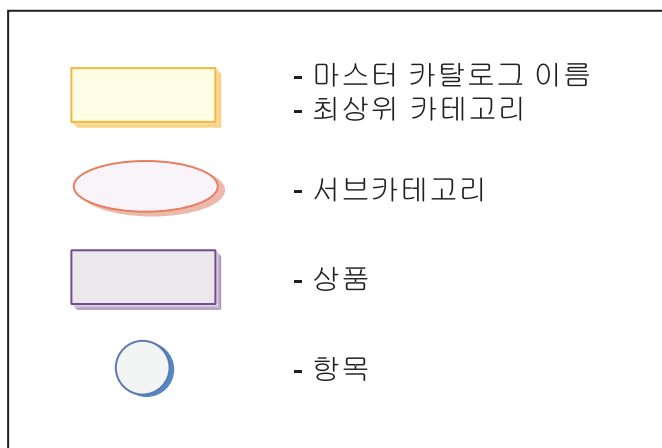 - 마스터 카탈로그 이름
- 최상위 카테고리
- 서브카테고리
- 상품
- 항목